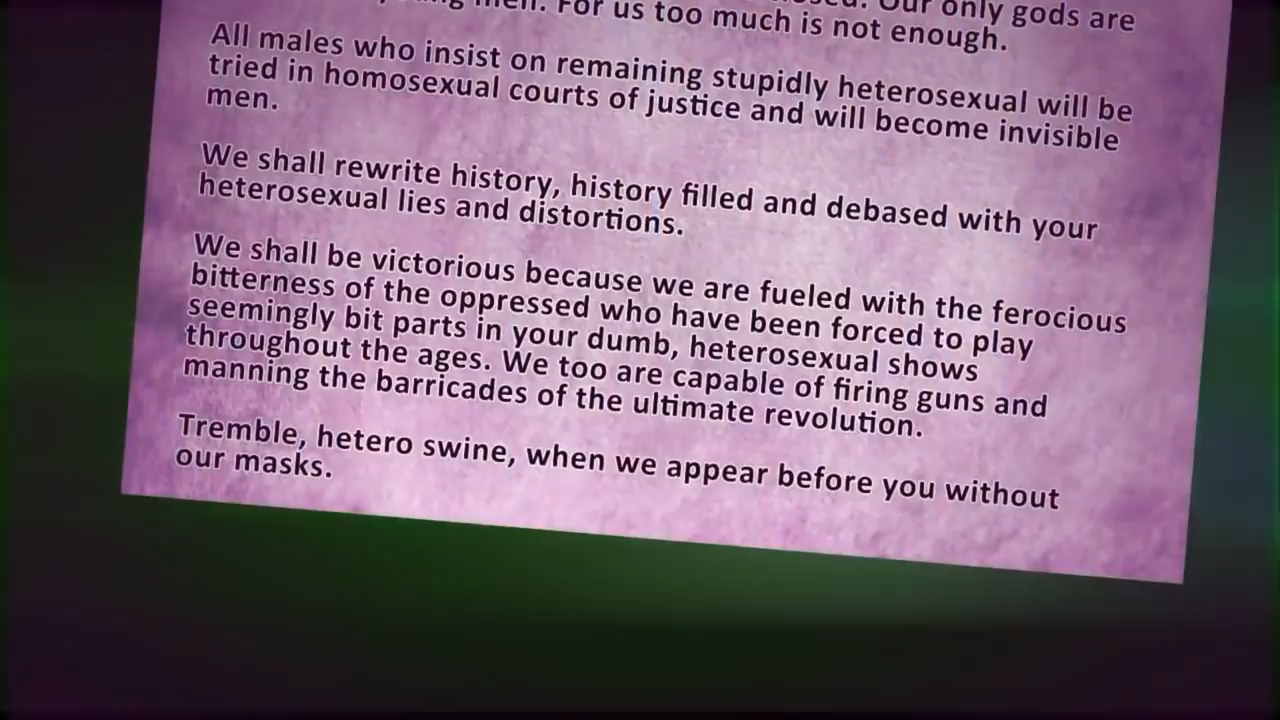 Our only gods are
men. For us too much is not enough.
All males who insist on remaining stupidly heterosexual will be
tried in homosexual courts of justice and will become invisible
men.
We shall rewrite history, history filled and debased with your
heterosexual lies and distortions.
We shall be victorious because we are fueled with the ferocious
bitterness of the oppressed who have been forced to play
seemingly bit parts in your dumb, heterosexual shows
throughout the ages. We too are capable of firing guns and
manning the barricades of the ultimate revolution.
Tremble, hetero swine, when we appear before you without
our masks.